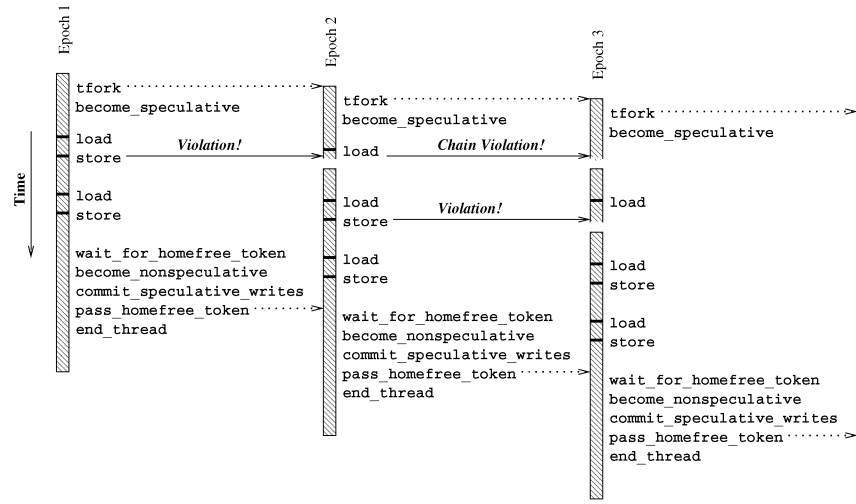 Epoch 1
Epoch 2
Epoch 3
Time
tfork
become_speculative
load
store
Violation!
load
store
wait_for_homefree_token
become_nonspeculative
commit_speculative_writes
pass_homefree_token
end_thread
tfork
become_speculative
load
Chain Violation!
load
store
Violation!
load
store
wait_for_homefree_token
become_nonspeculative
commit_speculative_writes
pass_homefree_token
end_thread
tfork
become_speculative
load
load
store
load
store
wait_for_homefree_token
become_nonspeculative
commit_speculative_writes
pass_homefree_token
end_thread